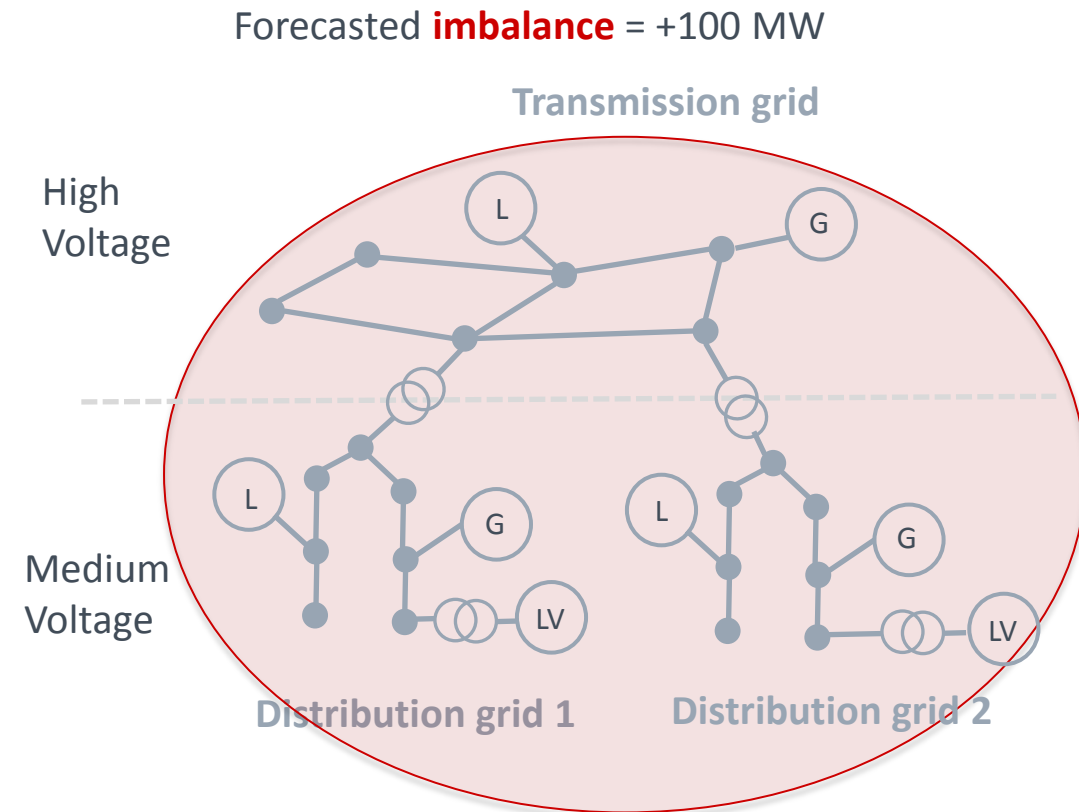 Forecasted imbalance = +100 MW
Transmission grid
High
Voltage
L
G
L
G
L
G
Medium
Voltage
LV
LV
Distribution grid 1
Distribution grid 2